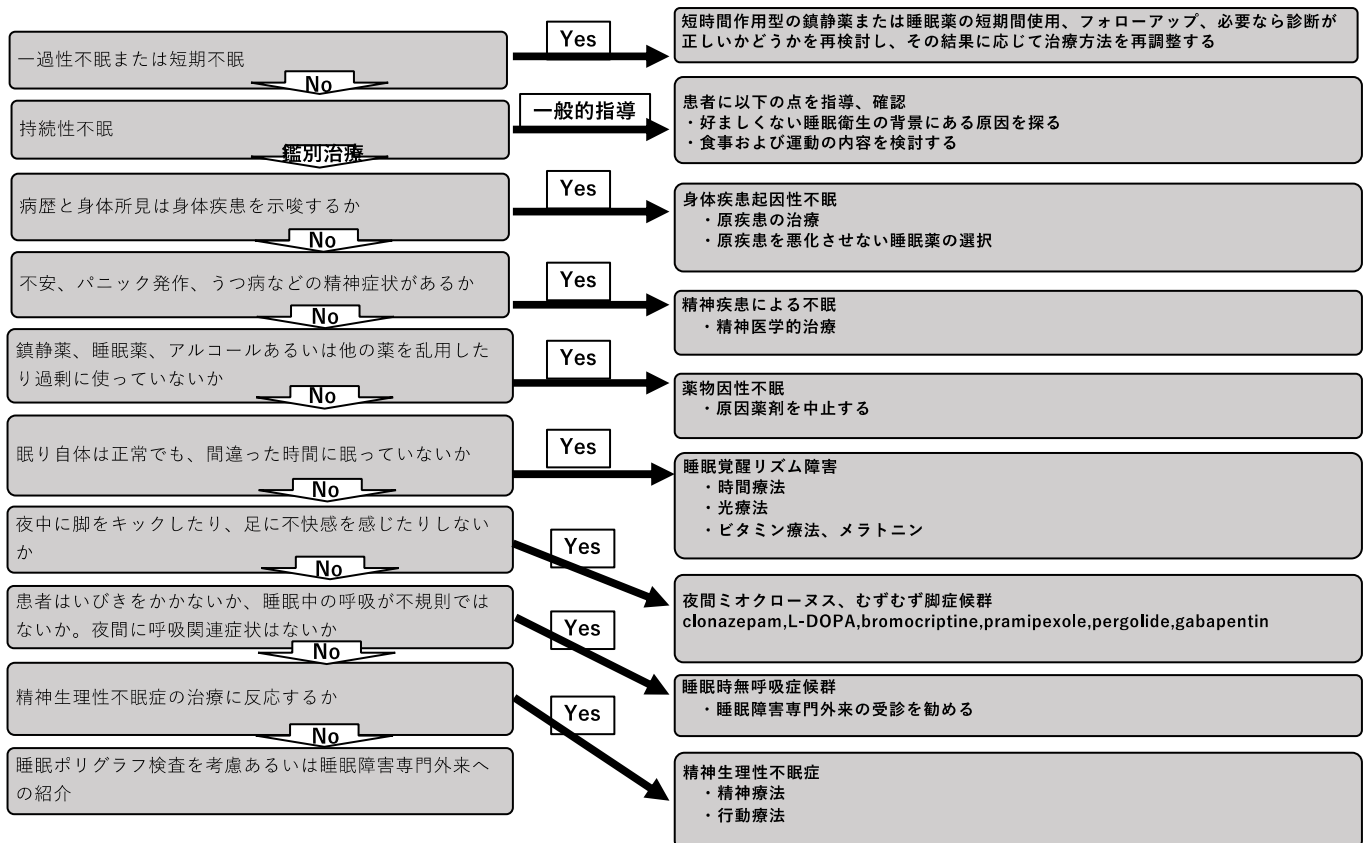 一過性不眠または短期不眠
Yes
短時間作用型の鎮静薬または睡眠薬の短期間使用、フォローアップ、必要なら診断が
正しいかどうかを再検討し、その結果に応じて治療方法を再調整する
No
持続性不眠
一般的指導
患者に以下の点を指導、確認
・好ましくない睡眠衛生の背景にある原因を探る
・食事および運動の内容を検討する
鑑別治療
病歴と身体所見は身体疾患を示唆するか
Yes
身体疾患起因性不眠
・原疾患の治療
・原疾患を悪化させない睡眠薬の選択
No
不安、パニック発作、うつ病などの精神症状があるか
Yes
精神疾患による不眠
・精神医学的治療
No
鎮静薬、睡眠薬、アルコールあるいは他の薬を乱用した
り過剰に使っていないか
Yes
薬物因性不眠
・原因薬剤を中止する
No
眠り自体は正常でも、間違った時間に眠っていないか
Yes
睡眠覚醒リズム障害
・時間療法
・光療法
・ビタミン療法、メラトニン
No
夜中に脚をキックしたり、足に不快感を感じたりしない
か
Yes
夜間ミオクローヌス、むずむず脚症候群
clonazepam,L-DOPA,bromocriptine,pramipexole,pergolide,gabapentin
No
患者はいびきをかかないか、睡眠中の呼吸が不規則では
ないか。夜間に呼吸関連症状はないか
Yes
睡眠時無呼吸症候群
・睡眠障害専門外来の受診を勧める
No
精神生理性不眠症の治療に反応するか
Yes
精神生理性不眠症
・精神療法
・行動療法
No
睡眠ポリグラフ検査を考慮あるいは睡眠障害専門外来へ
の紹介